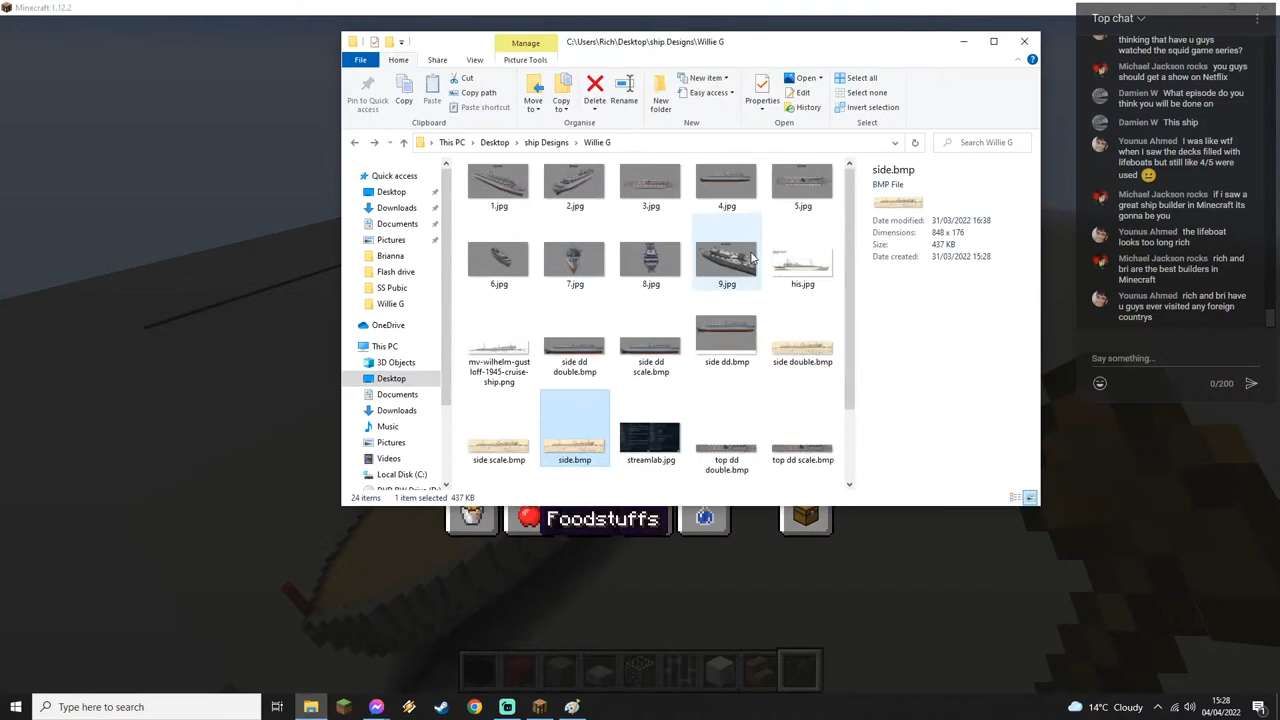 Minecraft 1.12.2
Manage
C:\Users\Rich\Desktop\ship Designs\Willie G
File
Home
Share
View
Picture Tools
Pin to Quick
access
Copy
Paste
Cut
Copy path
Paste shortcut
Clipboard
Move
to
Copy
to
Delete
Rename
Organise
New
folder
New item
Easy access
New
Properties
Open
Edit
History
Open
Select all
Select none
Invert selection
Select
This PC
Desktop
ship Designs
Willie G
Search Willie G
Quick access
Desktop
Downloads
Documents
Pictures
Brianna
Flash drive
SS Pubic
Willie G
OneDrive
This PC
3D Objects
Desktop
Documents
Downloads
Music
Pictures
Videos
Local Disk (C:)
1.jpg
2.jpg
3.jpg
4.jpg
5.jpg
6.jpg
7.jpg
8.jpg
9.jpg
his.jpg
mv-wilhelm-gust
loff-1945-cruise-
ship.png
side dd
double.bmp
side dd
scale.bmp
side dd.bmp
side double.bmp
side scale.bmp
side.bmp
streamlab.jpg
top dd
double.bmp
top dd scale.bmp
side.bmp
BMP File
Date modified: 31/03/2022 16:38
Dimensions: 848 x 176
Size: 437 KB
Date created: 31/03/2022 15:28
24 items
1 item selected 437 KB
Foodstuffs
Top chat
thinking that have u guys
watched the squid game series?
Michael Jackson rocks you guys
should get a show on Netflix
Damien W What episode do you
think you will be done on
Damien W This ship
Younus Ahmed I was like wtf
when I saw the decks filled with
lifeboats but still like 4/5 were
used
Michael Jackson rocks if i saw a
great ship builder in Minecraft its
gonna be you
Younus Ahmed the lifeboat
looks too long rich
Michael Jackson rocks rich and
bri are the best builders in
Minecraft
Younus Ahmed rich and bri have
u guys ever visited any foreign
countrys
Say something...
0/200
Type here to search
14°C Cloudy
15:28
04/04/2022